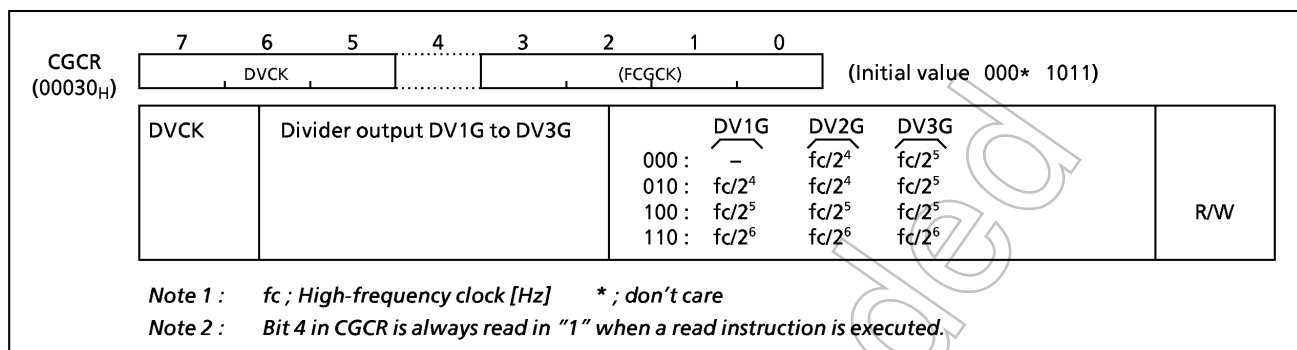 7 6 5 4 3 2 1 0
CGCR (00030H) DVCK (FCGCK) (Initial value 000* 1011)
DVCK Divider output DV1G to DV3G DV1G DV2G DV3G
000 : – fc/2⁴ fc/2⁵
010 : fc/2⁴ fc/2⁴ fc/2⁵
100 : fc/2⁵ fc/2⁵ fc/2⁵ R/W
110 : fc/2⁶ fc/2⁶ fc/2⁶
Note 1 : fc ; High-frequency clock [Hz] * ; don't care
Note 2 : Bit 4 in CGCR is always read in "1" when a read instruction is executed.
ded